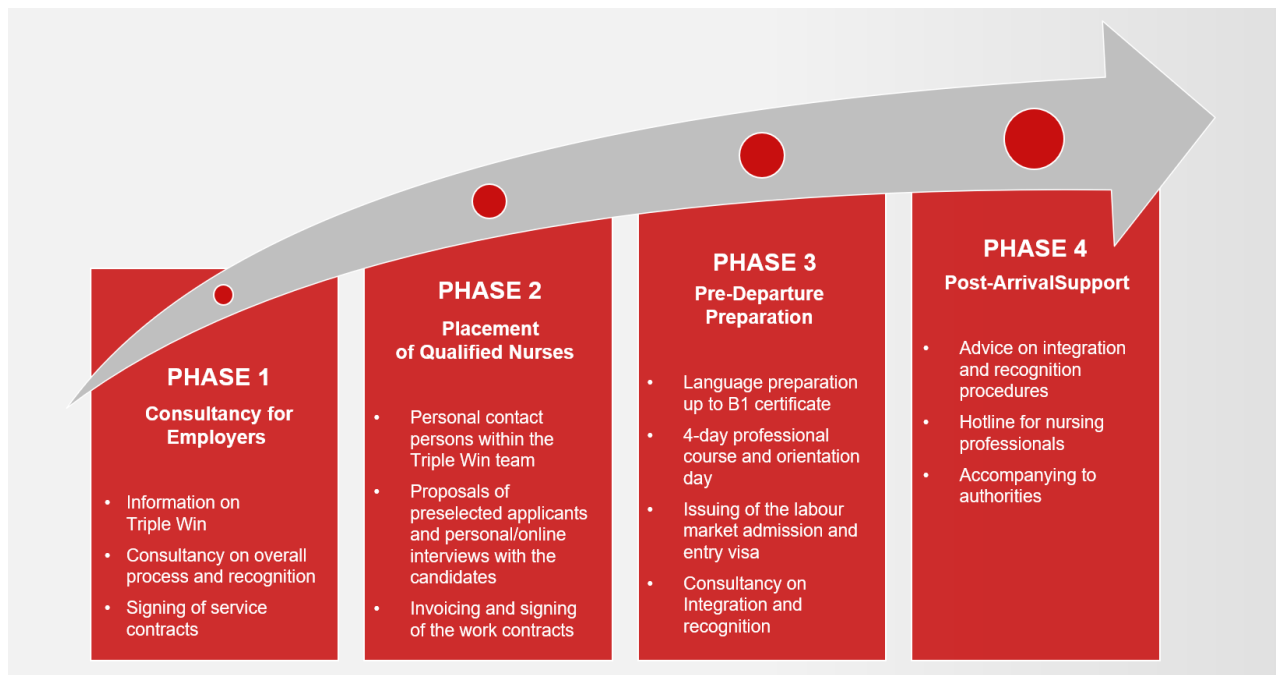 PHASE 1
Consultancy for
Employers
• Information on
Triple Win
• Consultancy on overall
process and recognition
• Signing of service
contracts
PHASE 2
Placement
of Qualified Nurses
• Personal contact
persons within the
Triple Win team
• Proposals of
preselected applicants
and personal/online
interviews with the
candidates
• Invoicing and signing
of the work contracts
PHASE 3
Pre-Departure
Preparation
• Language preparation
up to B1 certificate
• 4-day professional
course and orientation
day
• Issuing of the labour
market admission and
entry visa
• Consultancy on
Integration and
recognition
PHASE 4
Post-ArrivalSupport
• Advice on integration
and recognition
procedures
• Hotline for nursing
professionals
• Accompanying to
authorities